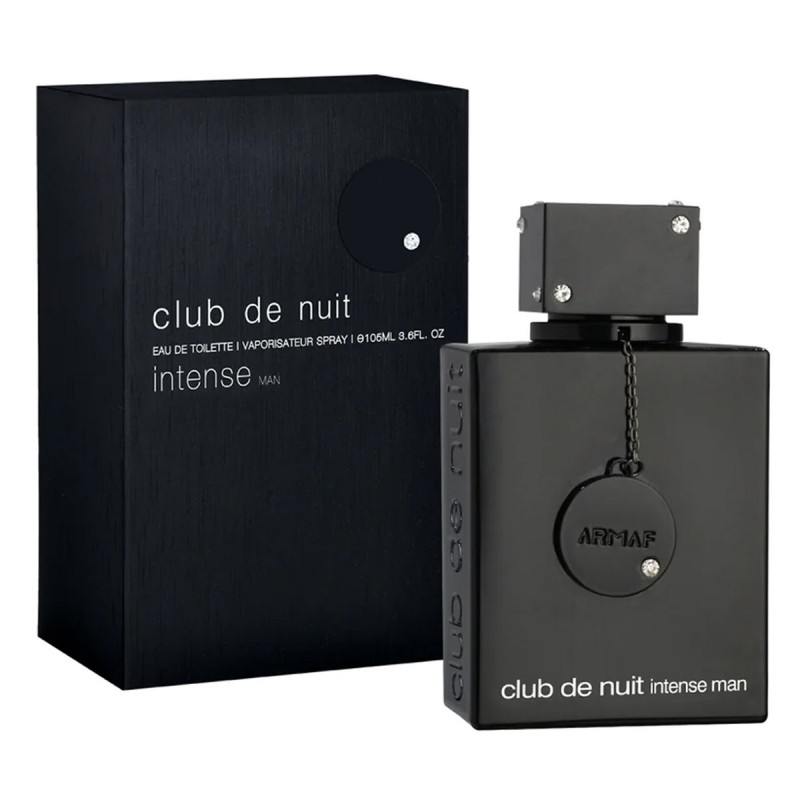 club de nuit
EAU DE TOILETTE I VAPORISATEUR SPRAY I ℮105ML 3.6FL. OZ
intense MAN
club de nuit
ARMAF
club de nuit intense man